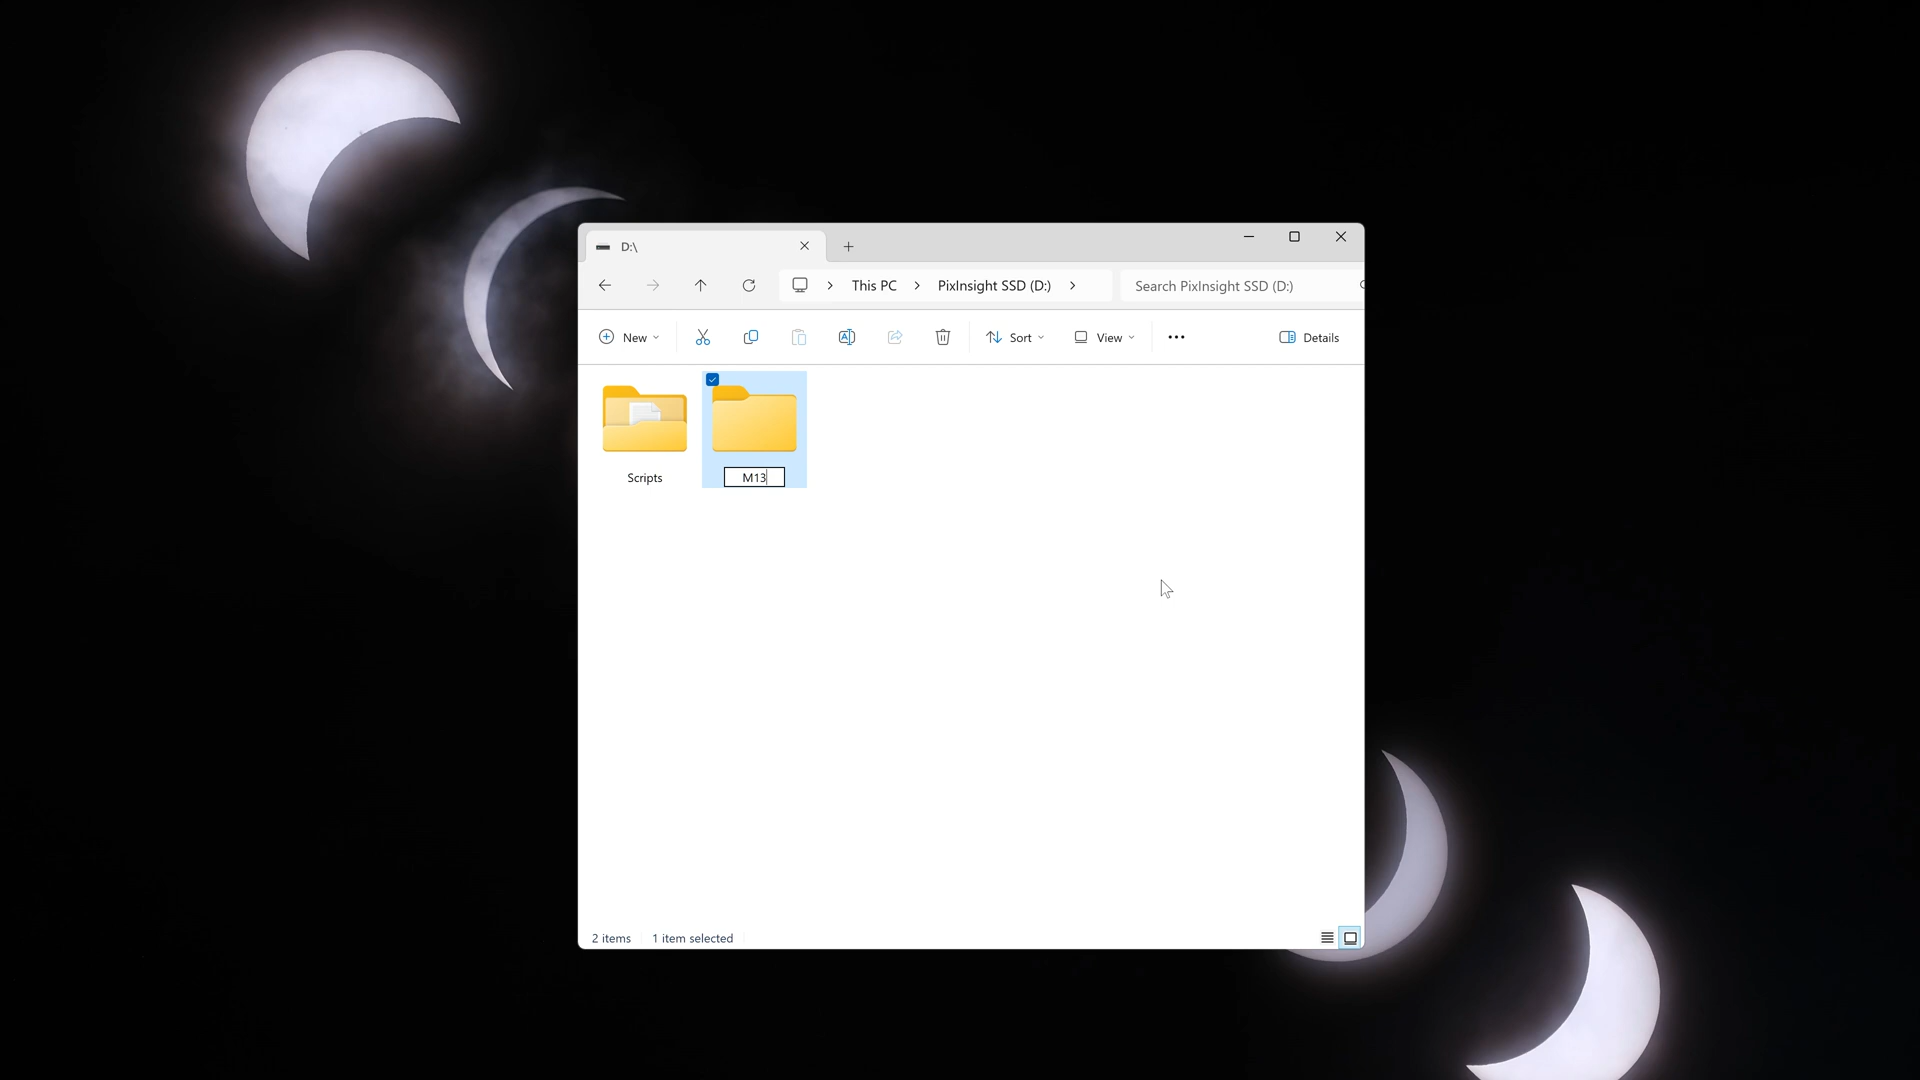 D:\
This PC
PixInsight SSD (D:)
Search PixInsight SSD (D:)
New
Sort
View
Details
Scripts
M13
2 items
1 item selected